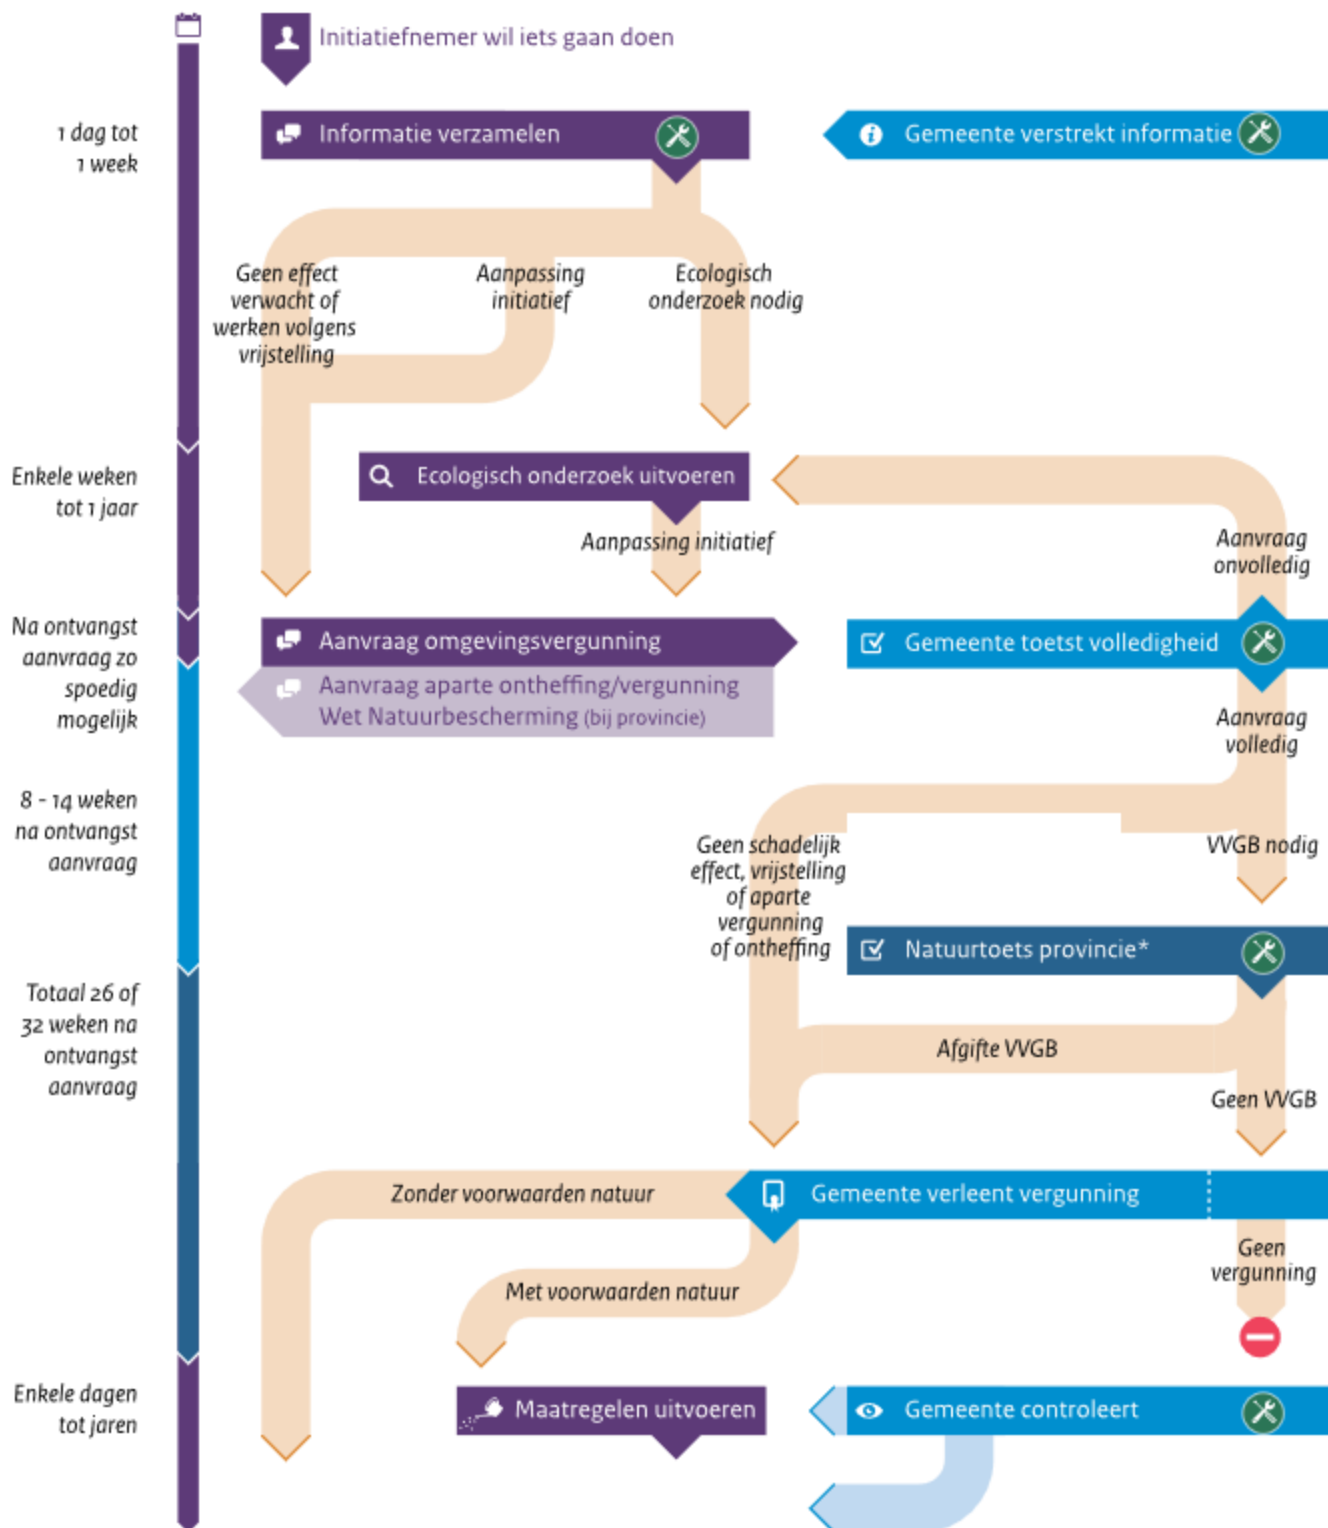 Initiatiefnemer wil iets gaan doen
1 dag tot
1 week
Informatie verzamelen
Gemeente verstrekt informatie
Geen effect
verwacht of
werken volgens
vrijstelling
Aanpassing
initiatief
Ecologisch
onderzoek nodig
Enkele weken
tot 1 jaar
Ecologisch onderzoek uitvoeren
Aanpassing initiatief
Aanvraag
onvolledig
Na ontvangst
aanvraag zo
spoedig
mogelijk
Aanvraag omgevingsvergunning
Aanvraag aparte ontheffing/vergunning
Wet Natuurbescherming (bij provincie)
Gemeente toetst volledigheid
Aanvraag
volledig
8 - 14 weken
na ontvangst
aanvraag
Geen schadelijk
effect, vrijstelling
of aparte
vergunning
of ontheffing
VVGB nodig
Natuurtoets provincie*
Totaal 26 of
32 weken na
ontvangst
aanvraag
Afgifte VVGB
Geen VVGB
Zonder voorwaarden natuur
Gemeente verleent vergunning
Geen
vergunning
Met voorwaarden natuur
Enkele dagen
tot jaren
Maatregelen uitvoeren
Gemeente controleert